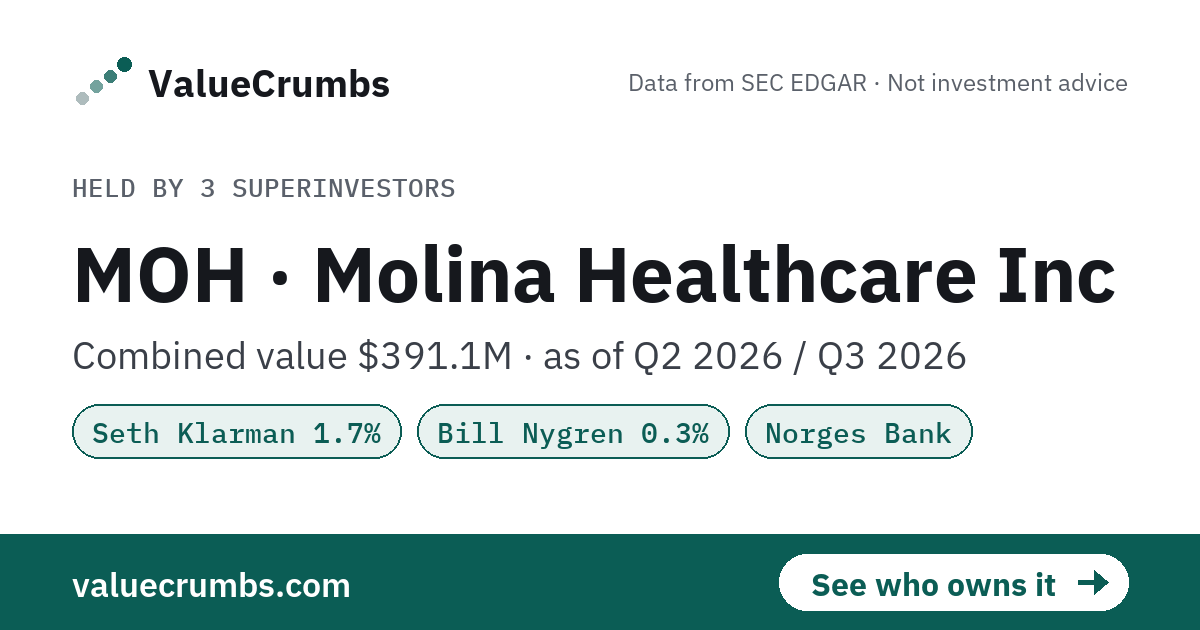 ValueCrumbs
Data from SEC EDGAR · Not investment advice
HELD BY 3 SUPERINVESTORS
MOH · Molina Healthcare Inc
Combined value $391.1M · as of Q2 2026 / Q3 2026
Seth Klarman 1.7% Bill Nygren 0.3% Norges Bank
valuecrumbs.com
See who owns it →